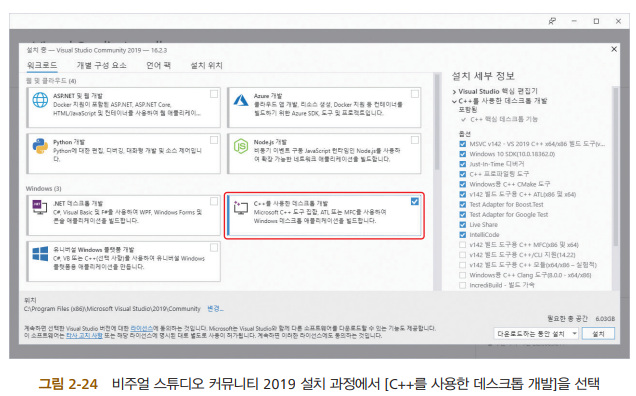 설치 중 — Visual Studio Community 2019 — 16.2.3
워크로드 개별 구성 요소 언어 팩 설치 위치
웹 및 클라우드 (4)
ASP.NET 및 웹 개발
Docker 지원이 포함된 ASP.NET, ASP.NET Core,
HTML/JavaScript 및 컨테이너를 사용하여 웹 애플리케이...
Azure 개발
클라우드 앱 개발, 리소스 생성, Docker 지원 등 컨테이너를
빌드하기 위한 Azure SDK, 도구 및 프로젝트입니다.
Python 개발
Python에 대한 편집, 디버깅, 대화형 개발 및 소스 제어입니
다.
Node.js 개발
비동기 이벤트 구동 JavaScript 런타임인 Node.js를 사용하
여 확장 가능한 네트워크 애플리케이션을 빌드합니다.
Windows (3)
.NET 데스크톱 개발
C#, Visual Basic 및 F#를 사용하여 WPF, Windows Forms 및
콘솔 애플리케이션을 빌드합니다.
C++를 사용한 데스크톱 개발
Microsoft C++ 도구 집합, ATL 또는 MFC를 사용하여
Windows 데스크톱 애플리케이션을 빌드합니다.
유니버설 Windows 플랫폼 개발
C#, VB 또는 C++(선택 사항)를 사용하여 유니버설 Windows
플랫폼용 애플리케이션을 만듭니다.
설치 세부 정보
Visual Studio 핵심 편집기
C++를 사용한 데스크톱 개발
포함됨
C++ 핵심 데스크톱 기능
옵션
MSVC v142 - VS 2019 C++ x64/x86 빌드 도구(v...
Windows 10 SDK(10.0.18362.0)
Just-In-Time 디버거
C++ 프로파일링 도구
Windows용 C++ CMake 도구
v142 빌드 도구용 C++ ATL(x86 및 x64)
Test Adapter for Boost.Test
Test Adapter for Google Test
Live Share
IntelliCode
v142 빌드 도구용 C++ MFC(x86 및 x64)
v142 빌드 도구용 C++/CLI 지원(14.22)
v142 빌드 도구용 C++ 모듈(x64/x86 – 실험적)
Windows용 C++ Clang 도구(8.0.0 - x64/x86)
IncrediBuild - 빌드 가속
위치
C:\Program Files (x86)\Microsoft Visual Studio\2019\Community 변경...
필요한 총 공간 6.03GB
계속하면 선택한 Visual Studio 버전에 대한 라이선스에 동의하는 것입니다. Microsoft는 Visual Studio와 함께 다른 소프트웨어를 다운로드할 수 있는 기능도 제공합니다.
이 소프트웨어는 타사 고지 사항 또는 해당 라이선스에 명시된 대로 별도로 사용이 허가됩니다. 계속하면 이러한 라이선스에도 동의하는 것입니다.
다운로드하는 동안 설치 설치
그림 2-24 비주얼 스튜디오 커뮤니티 2019 설치 과정에서 [C++를 사용한 데스크톱 개발]을 선택